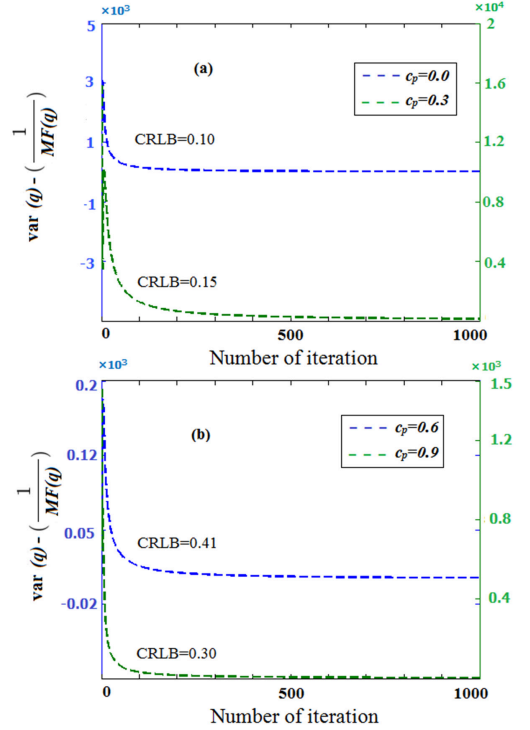 ×10³
×10⁴
5
3
1
-1
-3
2
1.6
1.2
0.8
0.4
(a)
c_p=0.0
c_p=0.3
CRLB=0.10
CRLB=0.15
var (q) - (1/MF(q))
0 500 1000
Number of iteration
×10³
×10³
0.2
0.12
0.05
-0.02
1.5
1.2
0.8
0.4
(b)
c_p=0.6
c_p=0.9
CRLB=0.41
CRLB=0.30
var (q) - (1/MF(q))
0 500 1000
Number of iteration